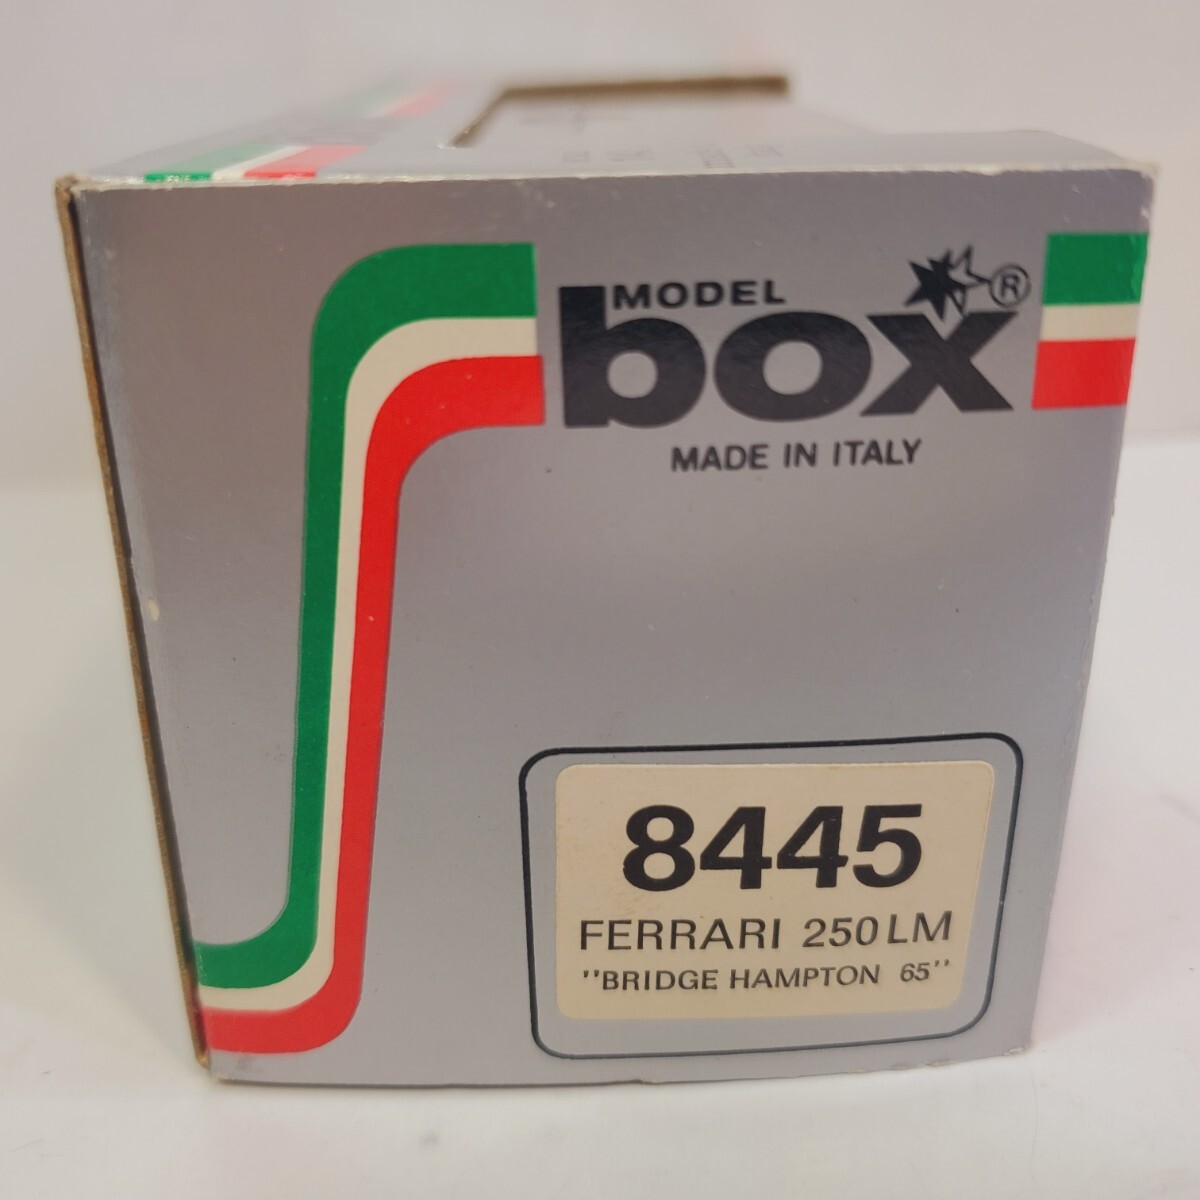 MODEL
box®
MADE IN ITALY
8445
FERRARI 250 LM
"BRIDGE HAMPTON 65"